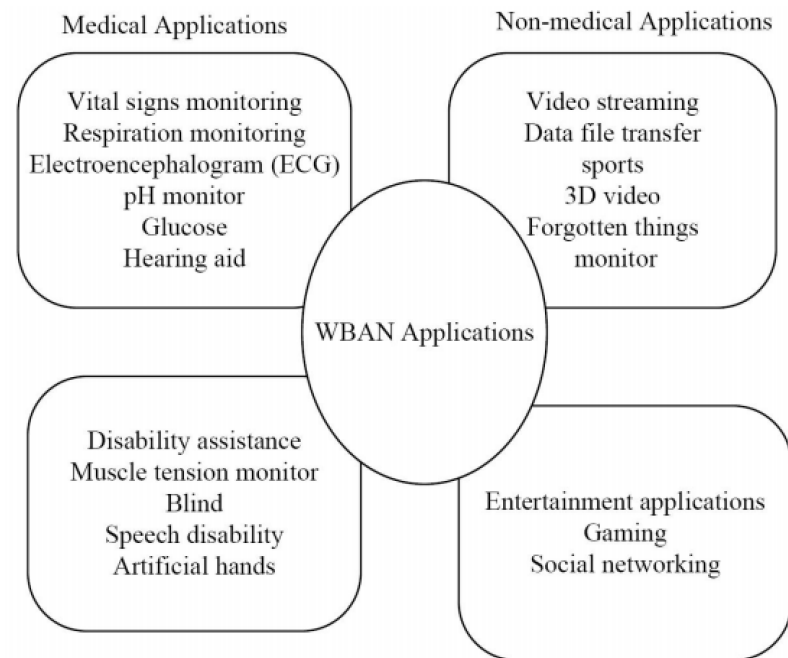 Medical Applications
Non-medical Applications
Vital signs monitoring
Respiration monitoring
Electroencephalogram (ECG)
pH monitor
Glucose
Hearing aid
Video streaming
Data file transfer
sports
3D video
Forgotten things
monitor
WBAN Applications
Disability assistance
Muscle tension monitor
Blind
Speech disability
Artificial hands
Entertainment applications
Gaming
Social networking